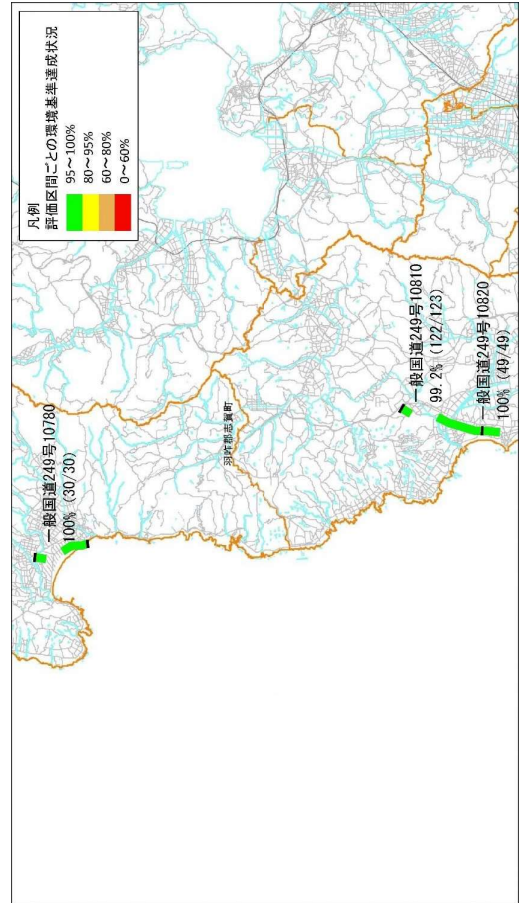 凡例
評価区間ごとの環境基準達成状況
95～100%
80～95%
60～80%
0～60%
一般国道249号10780
100% (30/30)
羽咋郡志賀町
一般国道249号10810
99.2% (122/123)
一般国道249号10820
100% (49/49)